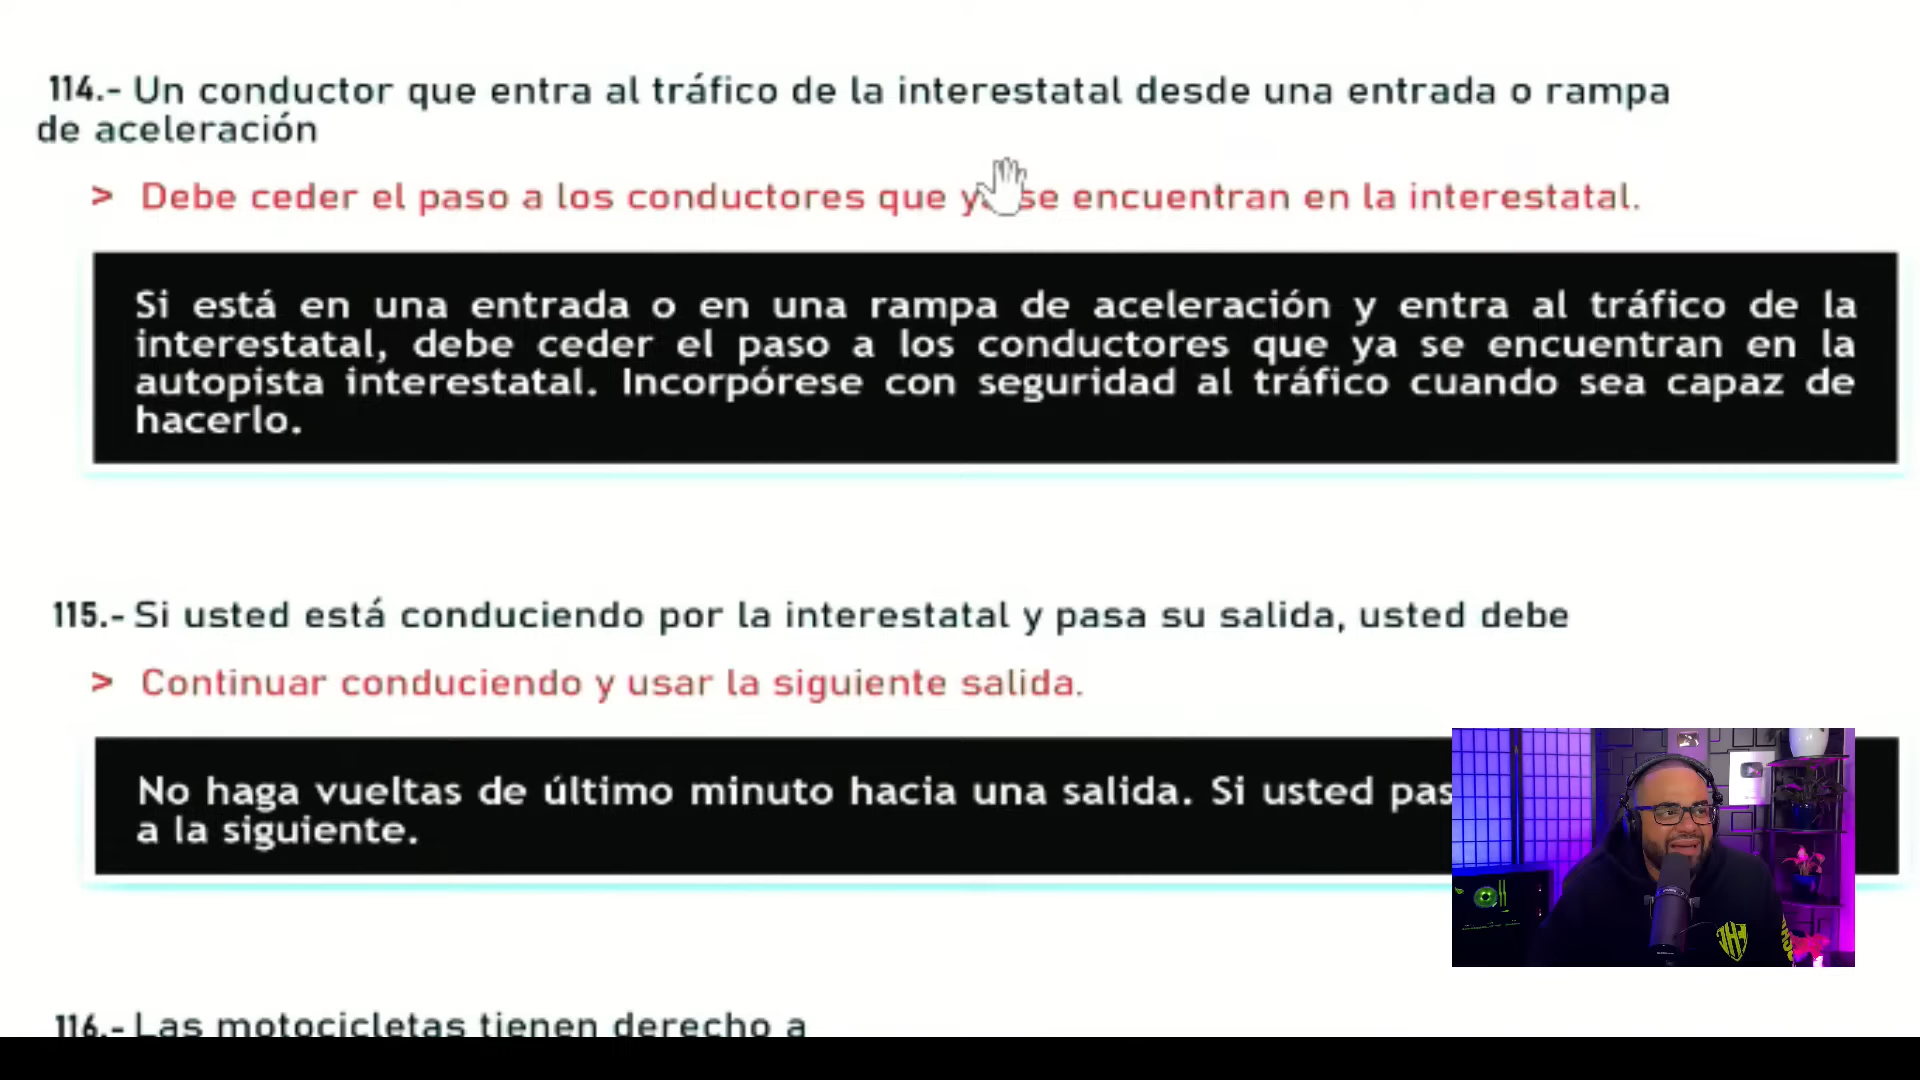 114.- Un conductor que entra al tráfico de la interestatal desde una entrada o rampa
de aceleración
> Debe ceder el paso a los conductores que ya se encuentran en la interestatal.
Si está en una entrada o en una rampa de aceleración y entra al tráfico de la
interestatal, debe ceder el paso a los conductores que ya se encuentran en la
autopista interestatal. Incorpórese con seguridad al tráfico cuando sea capaz de
hacerlo.
115.- Si usted está conduciendo por la interestatal y pasa su salida, usted debe
> Continuar conduciendo y usar la siguiente salida.
No haga vueltas de último minuto hacia una salida. Si usted pas
a la siguiente.
116.- Las motocicletas tienen derecho a